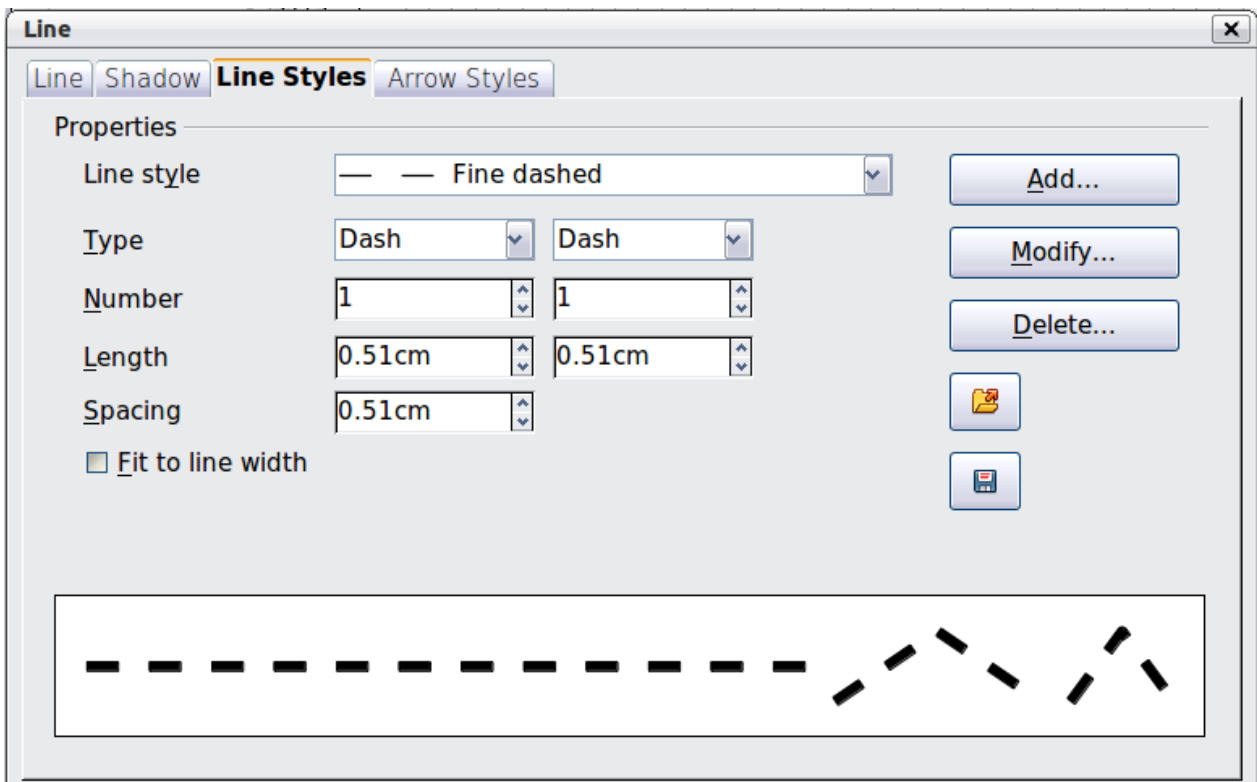 Line
Line Shadow Line Styles Arrow Styles
Properties
Line style Fine dashed Add...
Type Dash Dash Modify...
Number 1 1
Delete...
Length 0.51cm 0.51cm
Spacing 0.51cm
Fit to line width